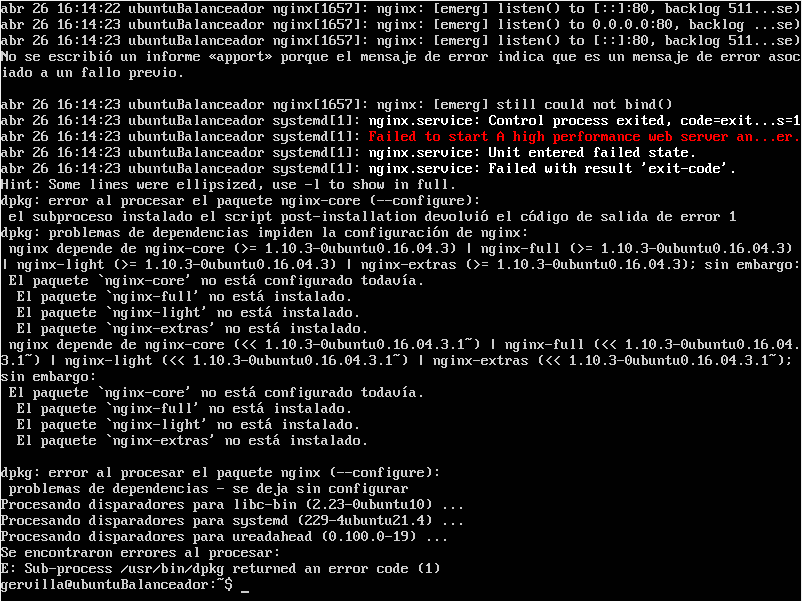 abr 26 16:14:22 ubuntuBalanceador nginx[1657]: nginx: [emerg] listen() to [::]:80, backlog 511...se)
abr 26 16:14:23 ubuntuBalanceador nginx[1657]: nginx: [emerg] listen() to 0.0.0.0:80, backlog ...se)
abr 26 16:14:23 ubuntuBalanceador nginx[1657]: nginx: [emerg] listen() to [::]:80, backlog 511...se)
No se escribió un informe «apport» porque el mensaje de error indica que es un mensaje de error asoc
iado a un fallo previo.
abr 26 16:14:23 ubuntuBalanceador nginx[1657]: nginx: [emerg] still could not bind()
abr 26 16:14:23 ubuntuBalanceador systemd[1]: nginx.service: Control process exited, code=exit...s=1
abr 26 16:14:23 ubuntuBalanceador systemd[1]: Failed to start A high performance web server an...er.
abr 26 16:14:23 ubuntuBalanceador systemd[1]: nginx.service: Unit entered failed state.
abr 26 16:14:23 ubuntuBalanceador systemd[1]: nginx.service: Failed with result 'exit-code'.
Hint: Some lines were ellipsized, use -l to show in full.
dpkg: error al procesar el paquete nginx-core (--configure):
 el subproceso instalado el script post-installation devolvió el código de salida de error 1
dpkg: problemas de dependencias impiden la configuración de nginx:
 nginx depende de nginx-core (>= 1.10.3-0ubuntu0.16.04.3) | nginx-full (>= 1.10.3-0ubuntu0.16.04.3)
| nginx-light (>= 1.10.3-0ubuntu0.16.04.3) | nginx-extras (>= 1.10.3-0ubuntu0.16.04.3); sin embargo:
 El paquete `nginx-core' no está configurado todavía.
  El paquete `nginx-full' no está instalado.
  El paquete `nginx-light' no está instalado.
  El paquete `nginx-extras' no está instalado.
 nginx depende de nginx-core (<< 1.10.3-0ubuntu0.16.04.3.1~) | nginx-full (<< 1.10.3-0ubuntu0.16.04.
3.1~) | nginx-light (<< 1.10.3-0ubuntu0.16.04.3.1~) | nginx-extras (<< 1.10.3-0ubuntu0.16.04.3.1~);
sin embargo:
 El paquete `nginx-core' no está configurado todavía.
  El paquete `nginx-full' no está instalado.
  El paquete `nginx-light' no está instalado.
  El paquete `nginx-extras' no está instalado.
dpkg: error al procesar el paquete nginx (--configure):
 problemas de dependencias - se deja sin configurar
Procesando disparadores para libc-bin (2.23-0ubuntu10) ...
Procesando disparadores para systemd (229-4ubuntu21.4) ...
Procesando disparadores para ureadahead (0.100.0-19) ...
Se encontraron errores al procesar:
E: Sub-process /usr/bin/dpkg returned an error code (1)
gervilla@ubuntuBalanceador:~$ _